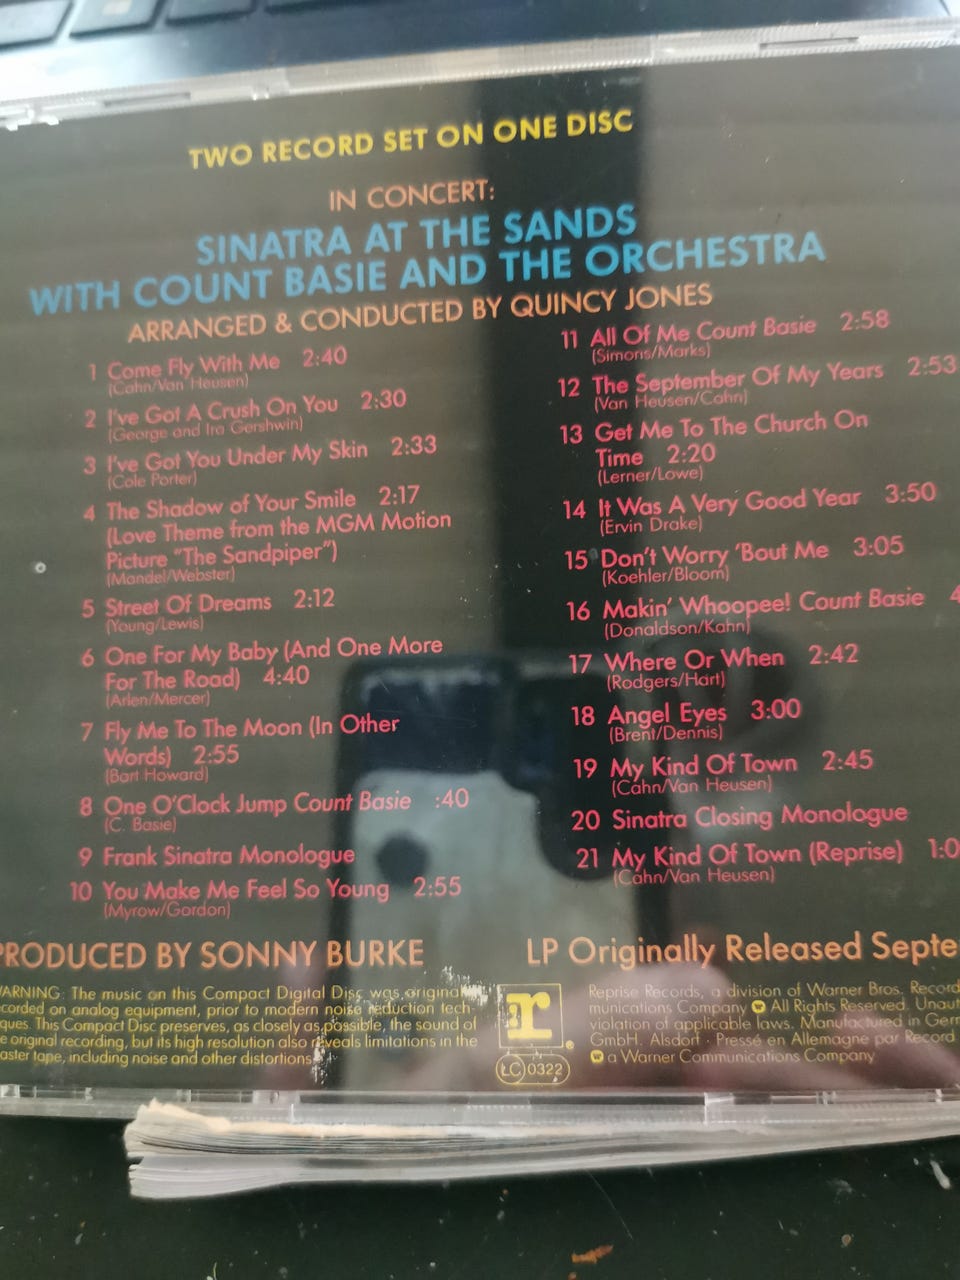 TWO RECORD SET ON ONE DISC
IN CONCERT:
SINATRA AT THE SANDS
WITH COUNT BASIE AND THE ORCHESTRA
ARRANGED & CONDUCTED BY QUINCY JONES
1 Come Fly With Me 2:40
(Cahn/Van Heusen)
2 I've Got A Crush On You 2:30
(George and Ira Gershwin)
3 I've Got You Under My Skin 2:33
(Cole Porter)
4 The Shadow of Your Smile 2:17
(Love Theme from the MGM Motion
Picture "The Sandpiper")
(Mandel/Webster)
5 Street Of Dreams 2:12
(Young/Lewis)
6 One For My Baby (And One More
For The Road) 4:40
(Arlen/Mercer)
7 Fly Me To The Moon (In Other
Words) 2:55
(Bart Howard)
8 One O'Clock Jump Count Basie :40
(C. Basie)
9 Frank Sinatra Monologue
10 You Make Me Feel So Young 2:55
(Myrow/Gordon)
11 All Of Me Count Basie 2:58
(Simons/Marks)
12 The September Of My Years 2:53
(Van Heusen/Cahn)
13 Get Me To The Church On
Time 2:20
(Lerner/Lowe)
14 It Was A Very Good Year 3:50
(Ervin Drake)
15 Don't Worry 'Bout Me 3:05
(Koehler/Bloom)
16 Makin' Whoopee! Count Basie 4
(Donaldson/Kahn)
17 Where Or When 2:42
(Rodgers/Hart)
18 Angel Eyes 3:00
(Brent/Dennis)
19 My Kind Of Town 2:45
(Cahn/Van Heusen)
20 Sinatra Closing Monologue
21 My Kind Of Town (Reprise) 1:0
(Cahn/Van Heusen)
PRODUCED BY SONNY BURKE
LP Originally Released Septe
WARNING: The music on this Compact Digital Disc was original
corded on analog equipment, prior to modern noise reduction tech-
ques. This Compact Disc preserves, as closely as possible, the sound of
e original recording, but its high resolution also reveals limitations in the
aster tape, including noise and other distortions.
r
LC 0322
Reprise Records, a division of Warner Bros. Record
munications Company All Rights Reserved. Unaut
violation of applicable laws. Manufactured in Germ
GmbH. Alsdorf · Pressé en Allemagne par Record
a Warner Communications Company